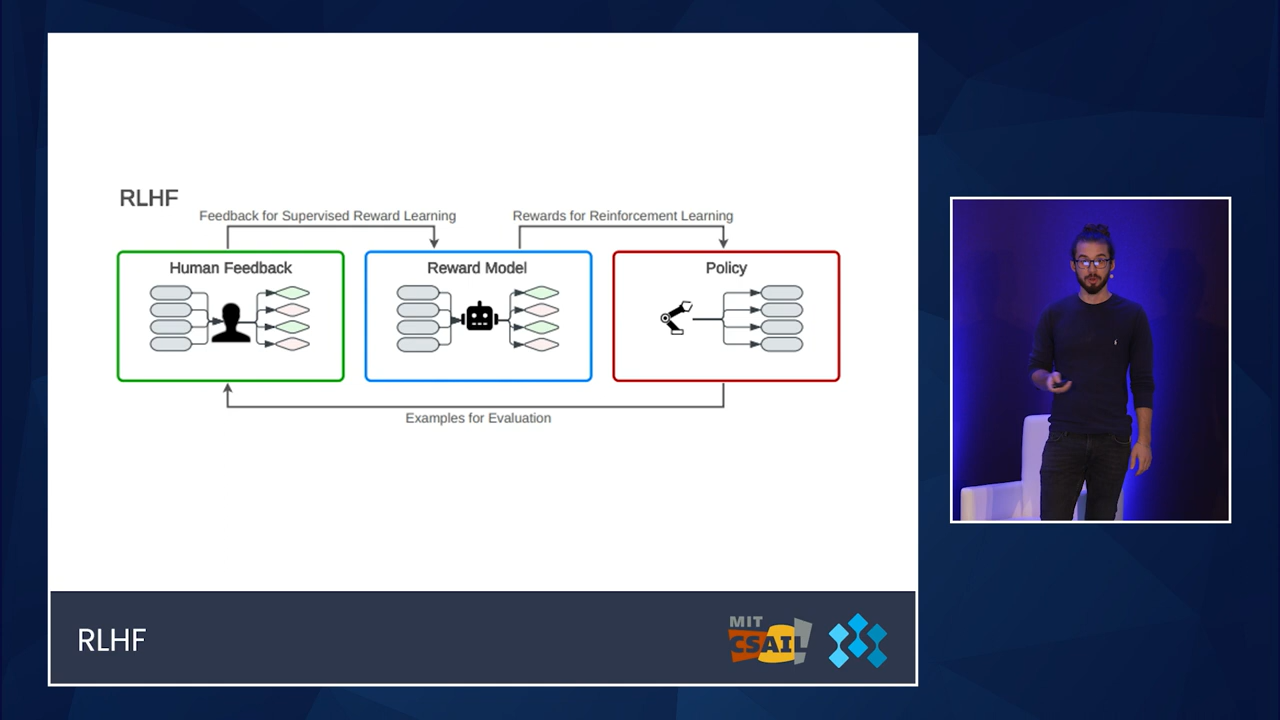 RLHF
Feedback for Supervised Reward Learning
Rewards for Reinforcement Learning
Human Feedback
Reward Model
Policy
Examples for Evaluation
RLHF
MIT
CSAIL